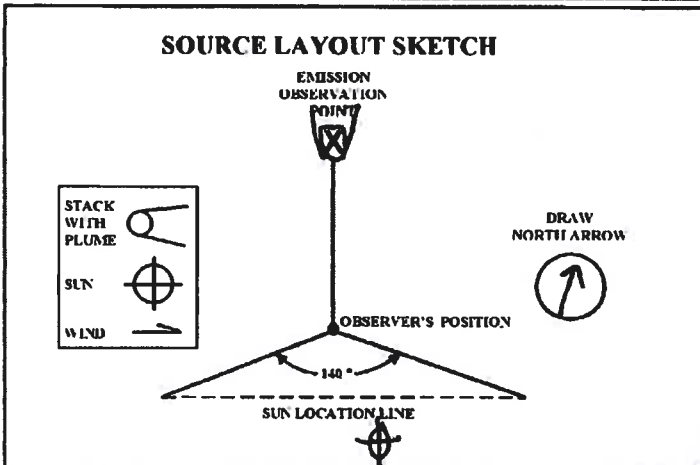 SOURCE LAYOUT SKETCH
EMISSION
OBSERVATION
POINT
X
STACK
WITH
PLUME
SUN
WIND
DRAW
NORTH ARROW
OBSERVER'S POSITION
140°
SUN LOCATION LINE